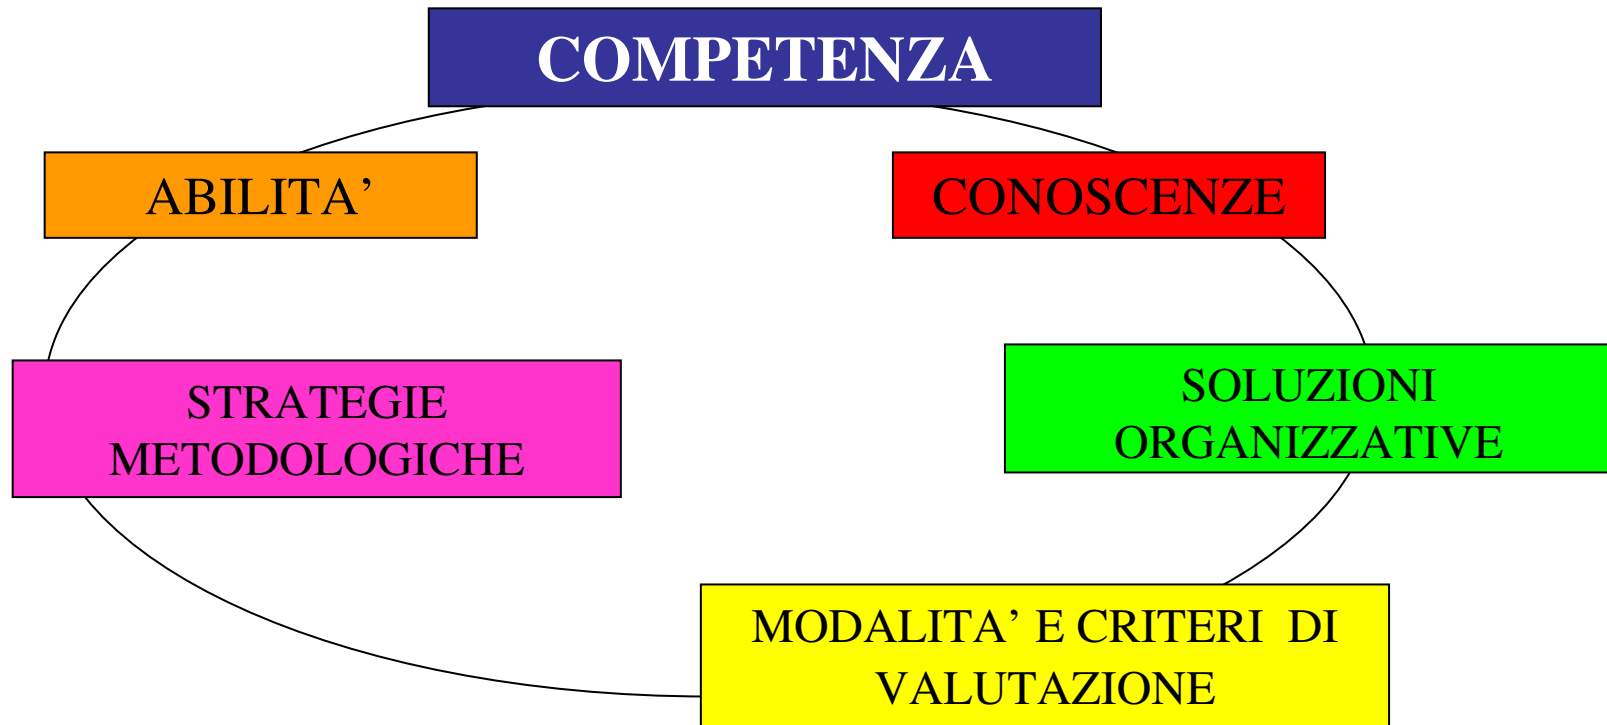 COMPETENZA
ABILITA’
CONOSCENZE
STRATEGIE
METODOLOGICHE
SOLUZIONI
ORGANIZZATIVE
MODALITA’ E CRITERI  DI
VALUTAZIONE